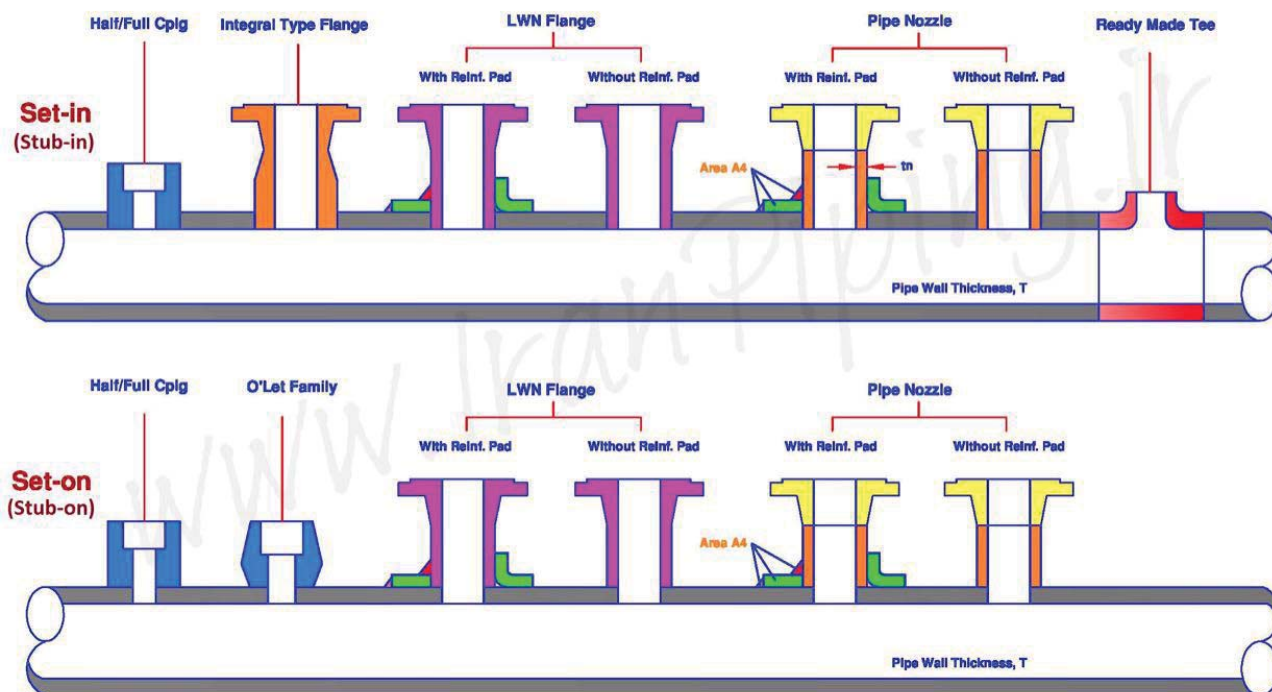 Half/Full Cplg
Integral Type Flange
LWN Flange
Pipe Nozzle
Ready Made Tee
With Reinf. Pad
Without Reinf. Pad
With Reinf. Pad
Without Reinf. Pad
Set-in
(Stub-in)
Area A4
tn
Pipe Wall Thickness, T
Half/Full Cplg
O'Let Family
LWN Flange
Pipe Nozzle
With Reinf. Pad
Without Reinf. Pad
With Reinf. Pad
Without Reinf. Pad
Set-on
(Stub-on)
Area A4
Pipe Wall Thickness, T
www.IranPiping.ir